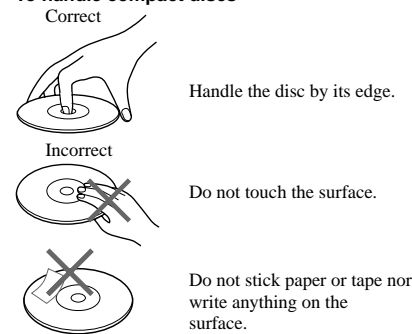 To handle compact discs
Correct
Handle the disc by its edge.
Incorrect
Do not touch the surface.
Do not stick paper or tape nor
write anything on the
surface.